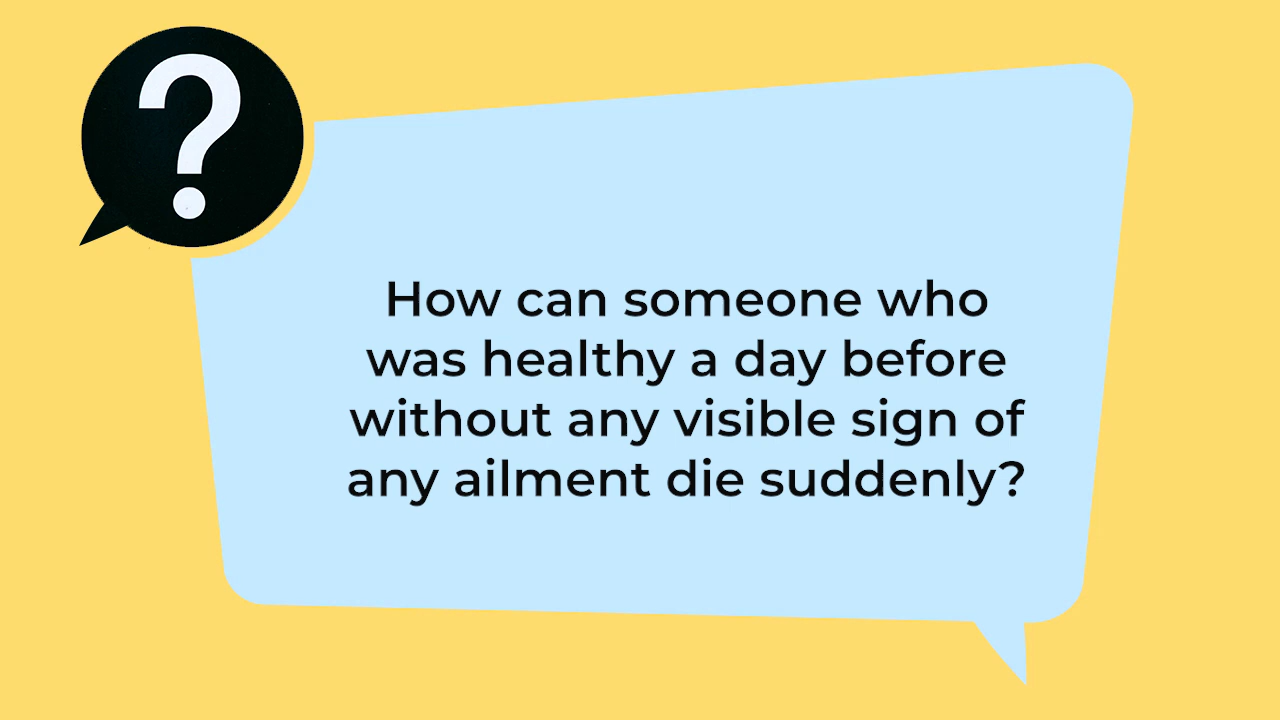 ?
How can someone who
was healthy a day before
without any visible sign of
any ailment die suddenly?